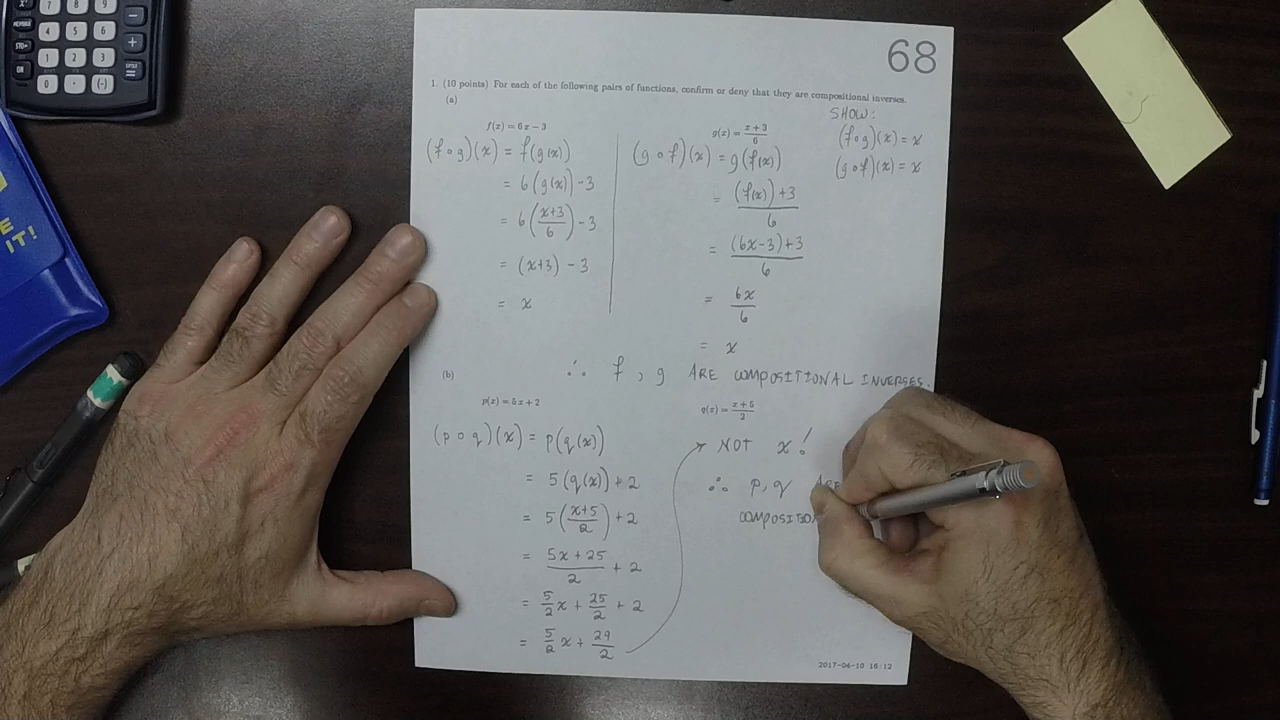 68
1. (10 points) For each of the following pairs of functions, confirm or deny that they are compositional inverses.
(a)
SHOW:
(f∘g)(x) = x
(g∘f)(x) = x
f(x) = 6x − 3
(f∘g)(x) = f(g(x))
= 6(g(x)) − 3
= 6((x+3)/6) − 3
= (x+3) − 3
= x
g(x) = (x+3)/6
(g∘f)(x) = g(f(x))
= ((f(x))+3)/6
= ((6x−3)+3)/6
= 6x/6
= x
∴ f, g ARE COMPOSITIONAL INVERSES.
(b)
p(x) = 5x + 2
(p∘q)(x) = p(q(x))
= 5(q(x)) + 2
= 5((x+5)/2) + 2
= (5x+25)/2 + 2
= 5/2 x + 25/2 + 2
= 5/2 x + 29/2
q(x) = (x+5)/2
NOT x!
∴ p, q ARE
2017-04-10 16:12
7 8 9
4 5 6
1 2 3
0 . (-)
− + =
IT!